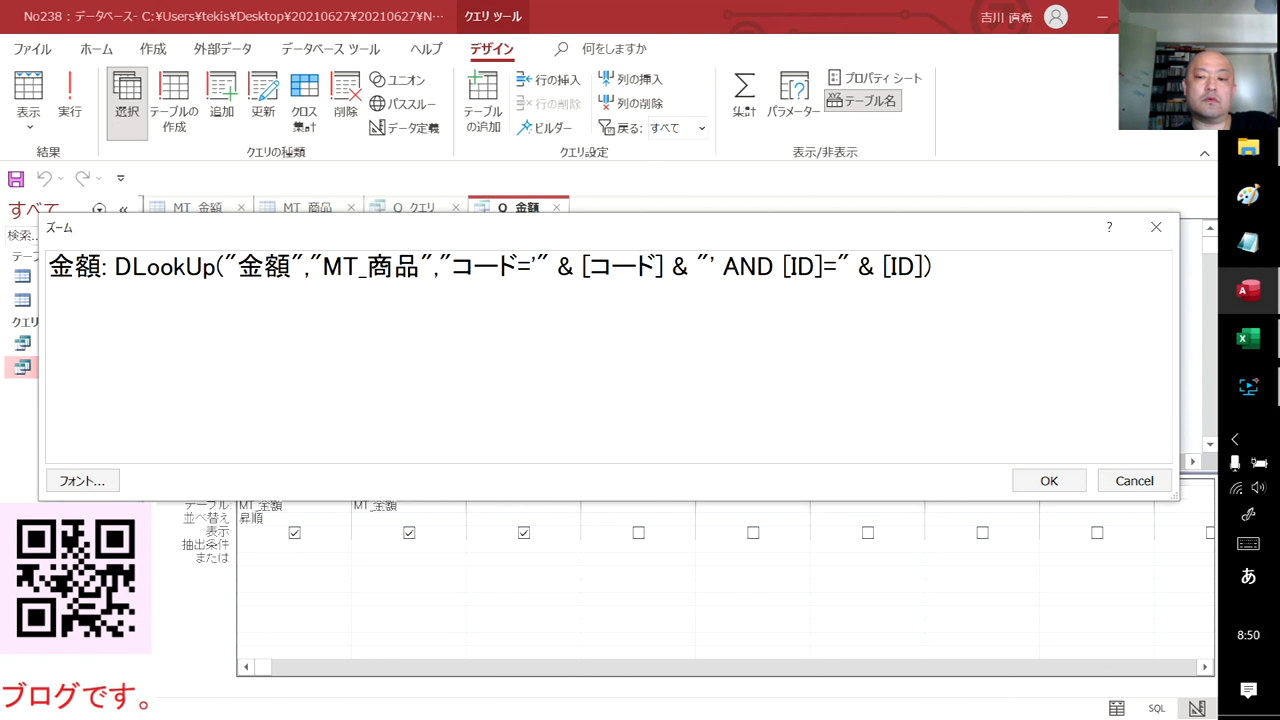 No238 : データベース- C:¥Users¥tekis¥Desktop¥20210627¥20210627¥N…
クエリ ツール
吉川 直希
ファイル ホーム 作成 外部データ データベース ツール ヘルプ デザイン 何をしますか
表示
実行
結果
選択
テーブルの
作成
追加
更新
クロス
集計
削除
ユニオン
パススルー
データ定義
クエリの種類
テーブル
の追加
行の挿入
行の削除
ビルダー
列の挿入
列の削除
戻る: すべて
クエリ設定
集計
パラメーター
プロパティ シート
テーブル名
表示/非表示
すべて
MT_金額 MT_商品 Q_クエリ Q_金額
検索...
テー
クエリ
ズーム
金額: DLookUp("金額","MT_商品","コード='" & [コード] & "' AND [ID]=" & [ID])
フォント...
OK
Cancel
テーブル: MT_金額 MT_金額
並べ替え 昇順
表示
抽出条件
または
ブログです。
SQL
あ
8:50